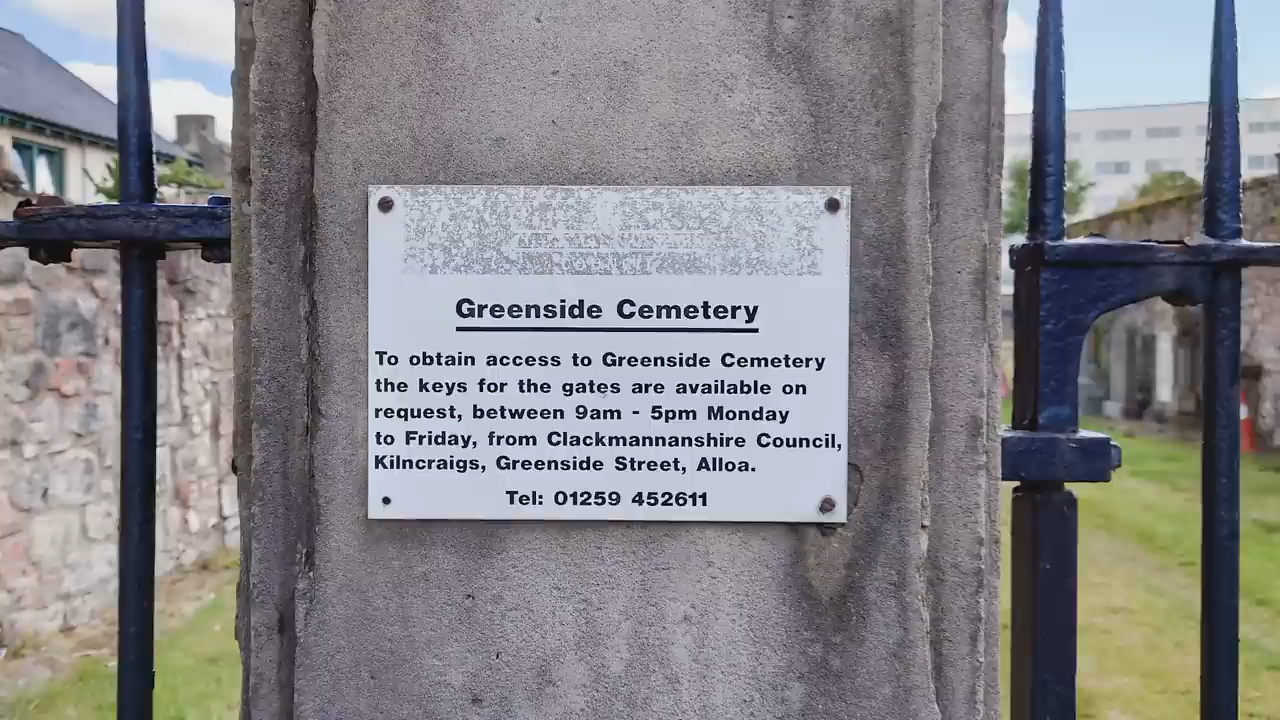 Greenside Cemetery
To obtain access to Greenside Cemetery
the keys for the gates are available on
request, between 9am - 5pm Monday
to Friday, from Clackmannanshire Council,
Kilncraigs, Greenside Street, Alloa.
Tel: 01259 452611